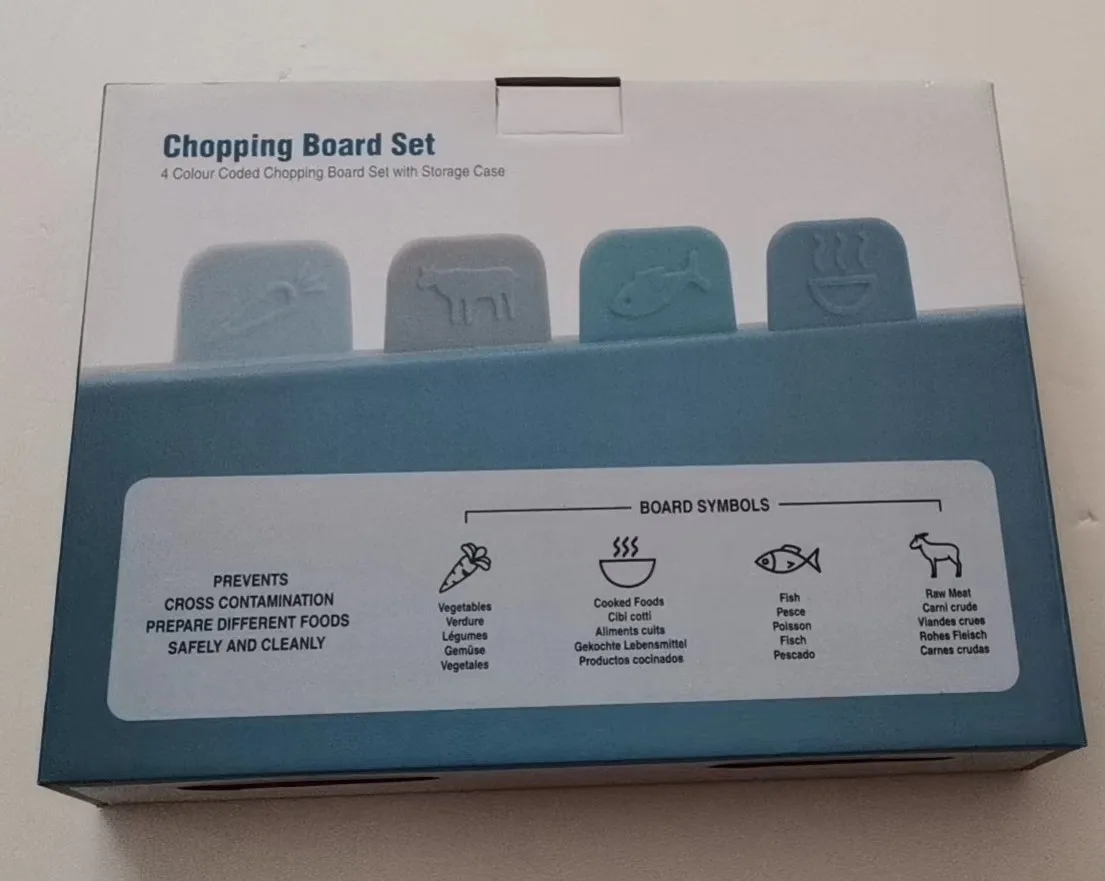 Chopping Board Set
4 Colour Coded Chopping Board Set with Storage Case
BOARD SYMBOLS
PREVENTS
CROSS CONTAMINATION
PREPARE DIFFERENT FOODS
SAFELY AND CLEANLY
Vegetables
Verdure
Légumes
Gemüse
Vegetales
Cooked Foods
Cibi cotti
Aliments cuits
Gekochte Lebensmittel
Productos cocinados
Fish
Pesce
Poisson
Fisch
Pescado
Raw Meat
Carni crude
Viandes crues
Rohes Fleisch
Carnes crudas